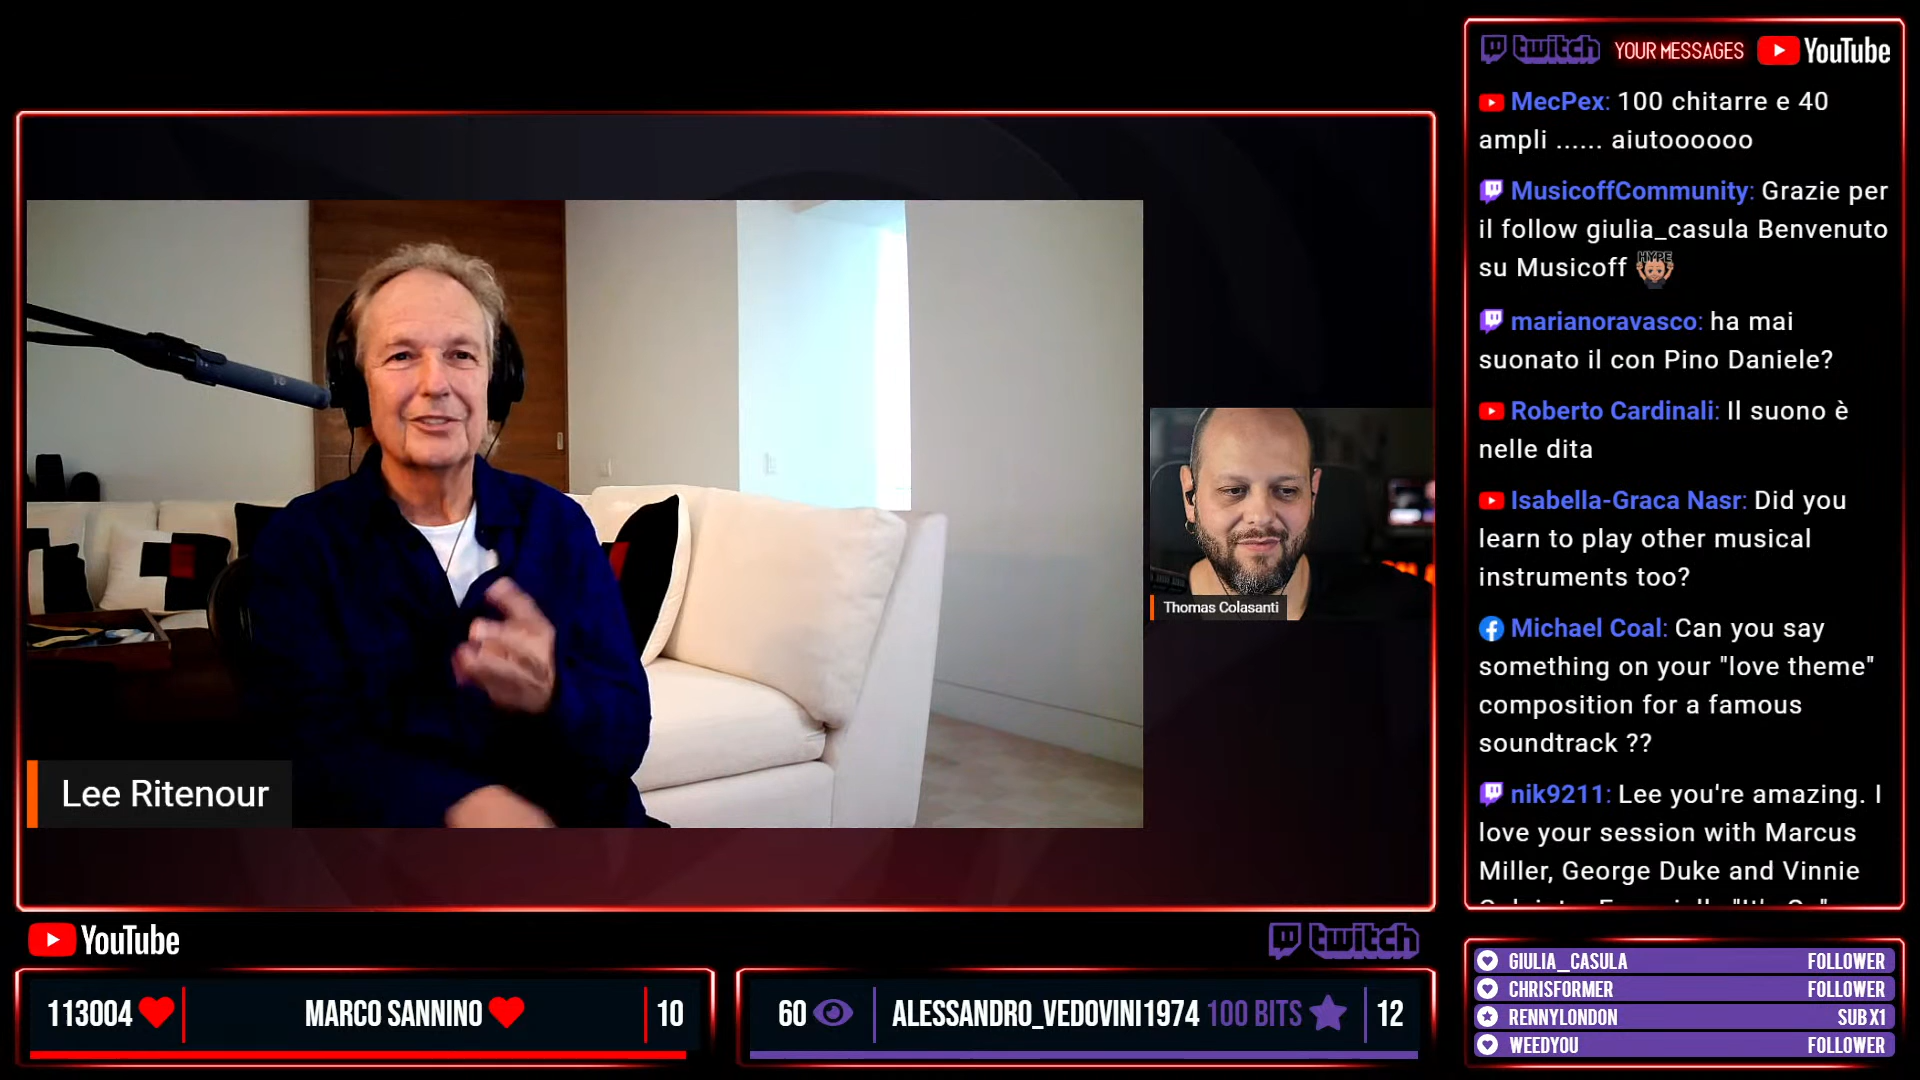 twitch YOUR MESSAGES YouTube
MecPex: 100 chitarre e 40
ampli ...... aiutoooooo
MusicoffCommunity: Grazie per
il follow giulia_casula Benvenuto
su Musicoff HYPE
marianoravasco: ha mai
suonato il con Pino Daniele?
Roberto Cardinali: Il suono è
nelle dita
Isabella-Graca Nasr: Did you
learn to play other musical
instruments too?
Michael Coal: Can you say
something on your "love theme"
composition for a famous
soundtrack ??
nik9211: Lee you're amazing. I
love your session with Marcus
Miller, George Duke and Vinnie
Thomas Colasanti
Lee Ritenour
YouTube
twitch
113004 MARCO SANNINO 10
60 ALESSANDRO_VEDOVINI1974 100 BITS 12
GIULIA_CASULA FOLLOWER
CHRISFORMER FOLLOWER
RENNYLONDON SUB X1
WEEDYOU FOLLOWER